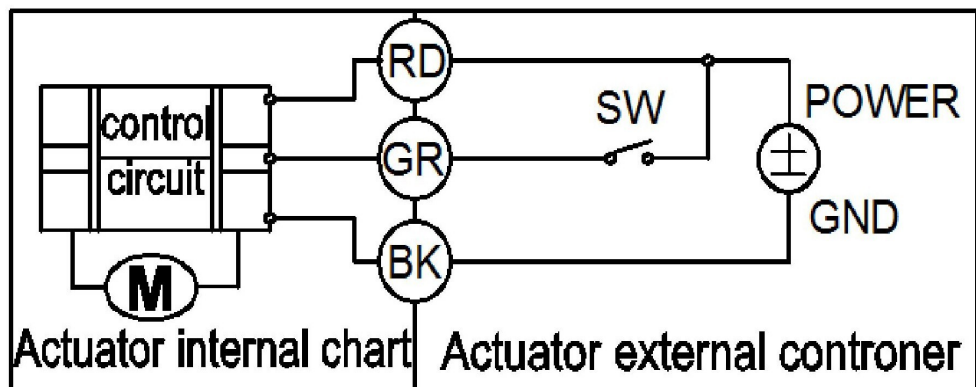 RD
SW
POWER
control
circuit
GR
GND
BK
M
Actuator internal chart
Actuator external controner